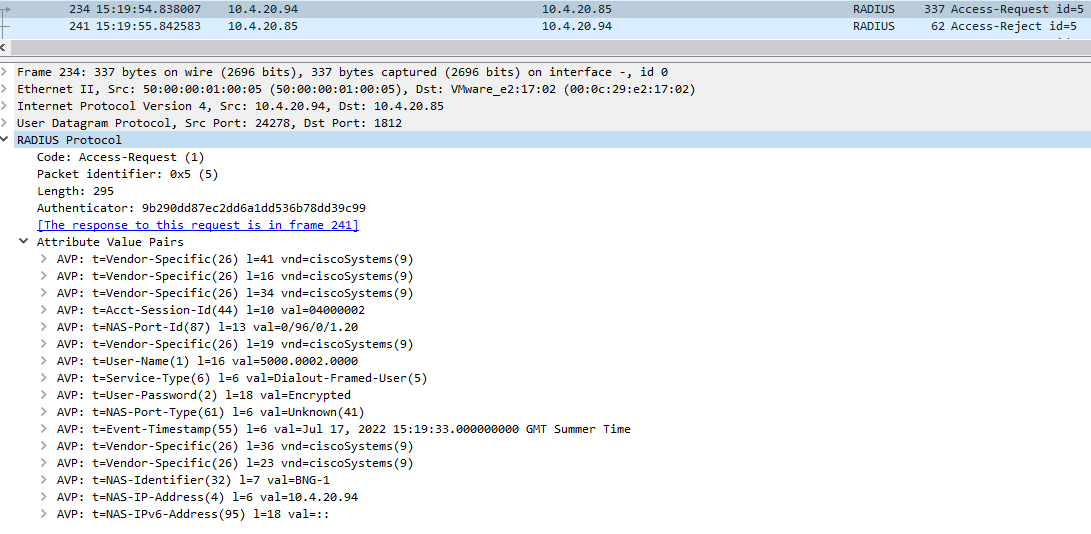 234 15:19:54.838007 10.4.20.94 10.4.20.85 RADIUS 337 Access-Request id=5
241 15:19:55.842583 10.4.20.85 10.4.20.94 RADIUS 62 Access-Reject id=5
Frame 234: 337 bytes on wire (2696 bits), 337 bytes captured (2696 bits) on interface -, id 0
Ethernet II, Src: 50:00:00:01:00:05 (50:00:00:01:00:05), Dst: VMware_e2:17:02 (00:0c:29:e2:17:02)
Internet Protocol Version 4, Src: 10.4.20.94, Dst: 10.4.20.85
User Datagram Protocol, Src Port: 24278, Dst Port: 1812
RADIUS Protocol
Code: Access-Request (1)
Packet identifier: 0x5 (5)
Length: 295
Authenticator: 9b290dd87ec2dd6a1dd536b78dd39c99
[The response to this request is in frame 241]
Attribute Value Pairs
AVP: t=Vendor-Specific(26) l=41 vnd=ciscoSystems(9)
AVP: t=Vendor-Specific(26) l=16 vnd=ciscoSystems(9)
AVP: t=Vendor-Specific(26) l=34 vnd=ciscoSystems(9)
AVP: t=Acct-Session-Id(44) l=10 val=04000002
AVP: t=NAS-Port-Id(87) l=13 val=0/96/0/1.20
AVP: t=Vendor-Specific(26) l=19 vnd=ciscoSystems(9)
AVP: t=User-Name(1) l=16 val=5000.0002.0000
AVP: t=Service-Type(6) l=6 val=Dialout-Framed-User(5)
AVP: t=User-Password(2) l=18 val=Encrypted
AVP: t=NAS-Port-Type(61) l=6 val=Unknown(41)
AVP: t=Event-Timestamp(55) l=6 val=Jul 17, 2022 15:19:33.000000000 GMT Summer Time
AVP: t=Vendor-Specific(26) l=36 vnd=ciscoSystems(9)
AVP: t=Vendor-Specific(26) l=23 vnd=ciscoSystems(9)
AVP: t=NAS-Identifier(32) l=7 val=BNG-1
AVP: t=NAS-IP-Address(4) l=6 val=10.4.20.94
AVP: t=NAS-IPv6-Address(95) l=18 val=::